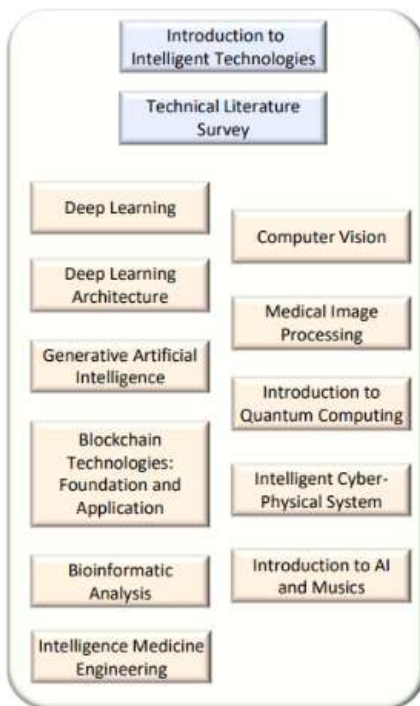 Introduction to
Intelligent Technologies
Technical Literature
Survey
Deep Learning
Deep Learning
Architecture
Generative Artificial
Intelligence
Blockchain
Technologies:
Foundation and
Application
Bioinformatic
Analysis
Intelligence Medicine
Engineering
Computer Vision
Medical Image
Processing
Introduction to
Quantum Computing
Intelligent Cyber-
Physical System
Introduction to AI
and Musics